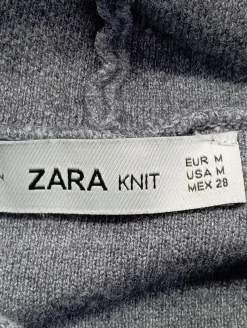 ZARA KNIT
EUR M
USA M
MEX 28